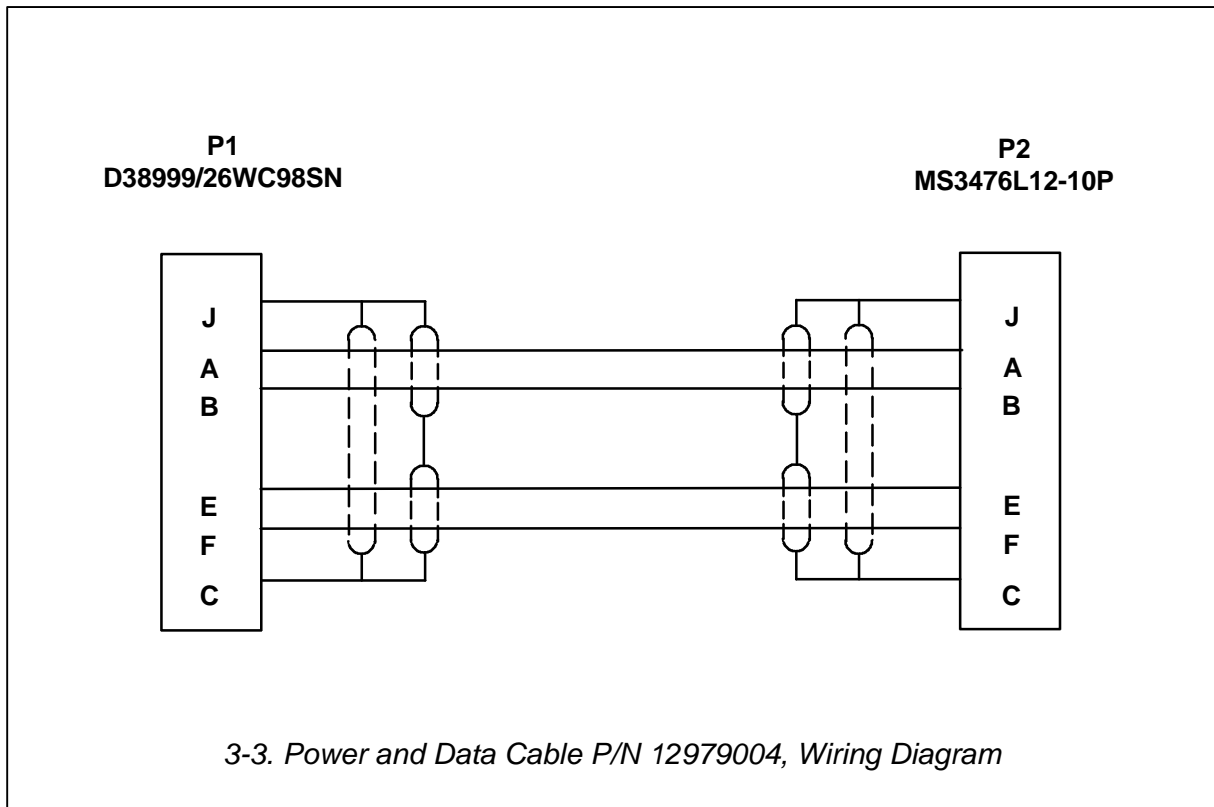 P1
D38999/26WC98SN
P2
MS3476L12-10P
J
A
B
E
F
C
J
A
B
E
F
C
3-3. Power and Data Cable P/N 12979004, Wiring Diagram